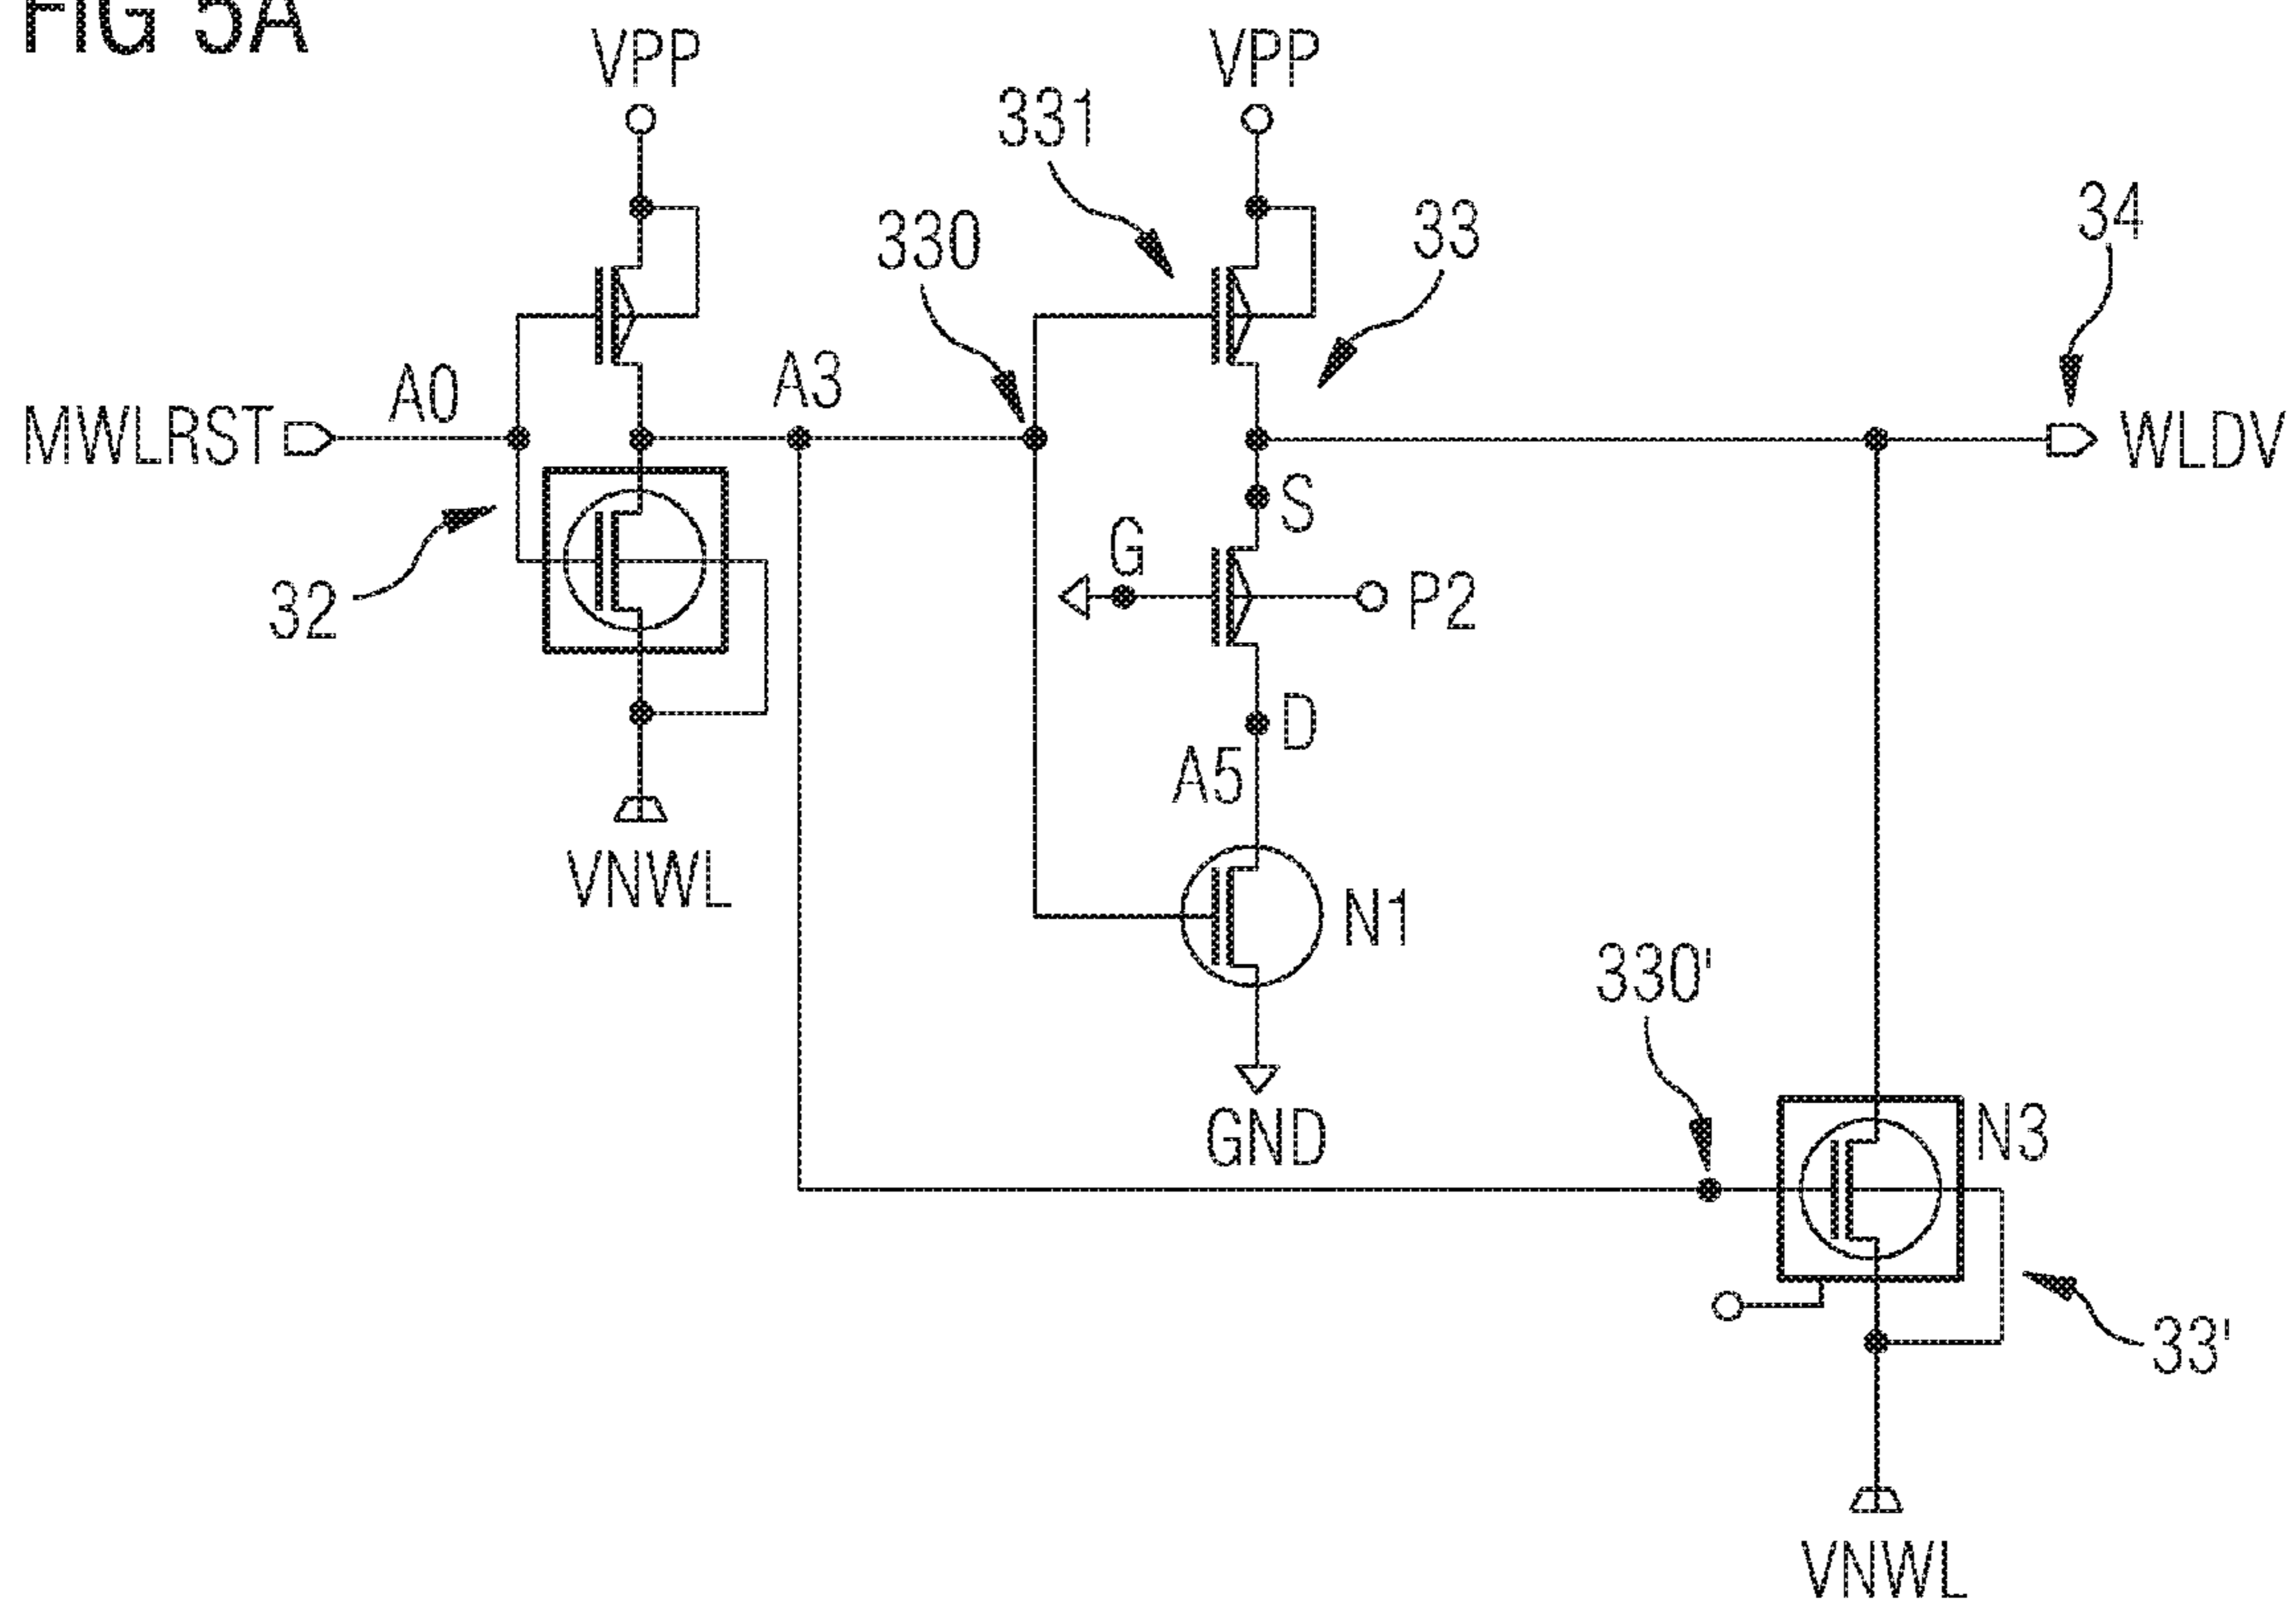 FIG 5A
VPP
VPP
331
330
33
34
A0
A3
MWLRST
WLDV
S
G
P2
32
D
A5
VNWL
N1
330'
GND
N3
33'
VNWL